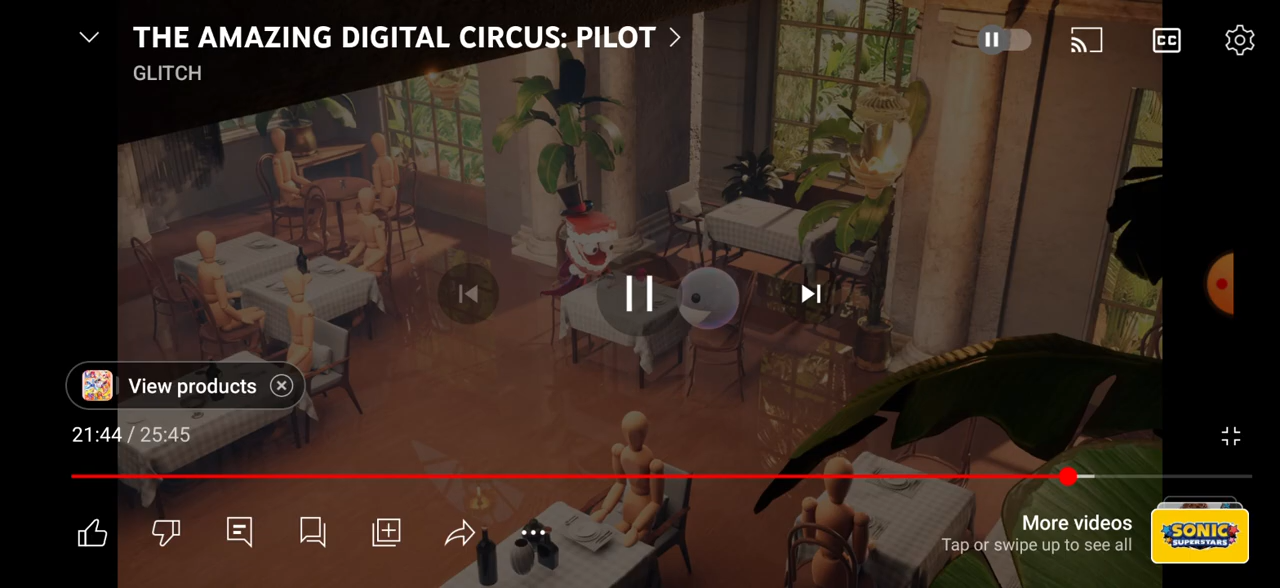 THE AMAZING DIGITAL CIRCUS: PILOT
GLITCH
CC
View products
21:44 / 25:45
More videos
Tap or swipe up to see all
SONIC
SUPERSTARS